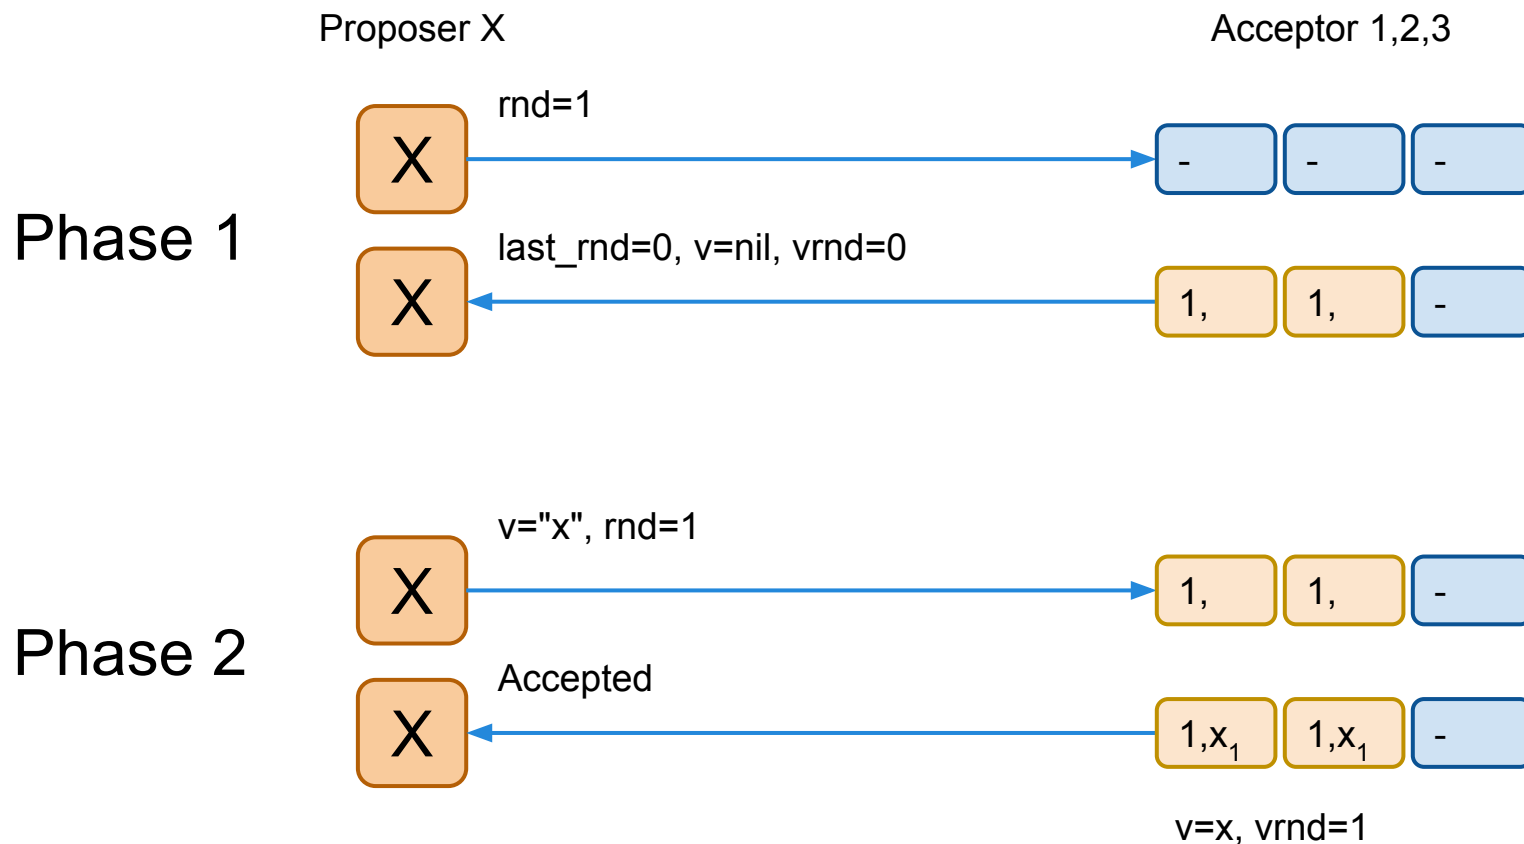 Proposer X
Acceptor 1,2,3
Phase 1
rnd=1
X
-
-
-
last_rnd=0, v=nil, vrnd=0
X
1,
1,
-
Phase 2
v="x", rnd=1
X
1,
1,
-
Accepted
X
1,x₁
1,x₁
-
v=x, vrnd=1